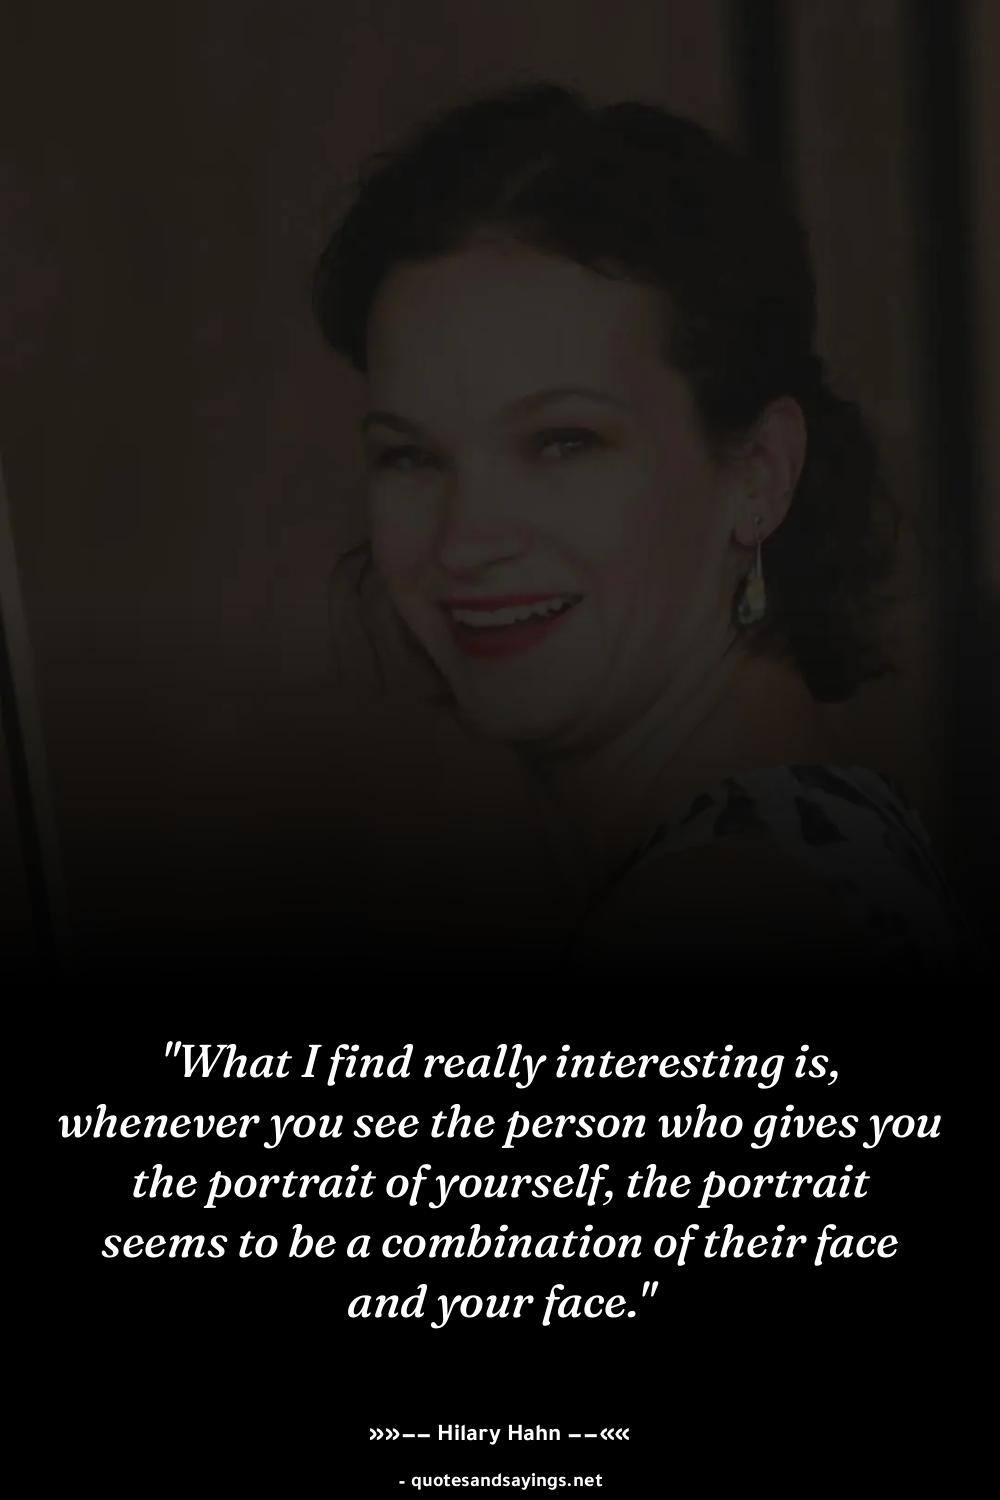 "What I find really interesting is,
whenever you see the person who gives you
the portrait of yourself, the portrait
seems to be a combination of their face
and your face."
»»−− Hilary Hahn −−««
- quotesandsayings.net